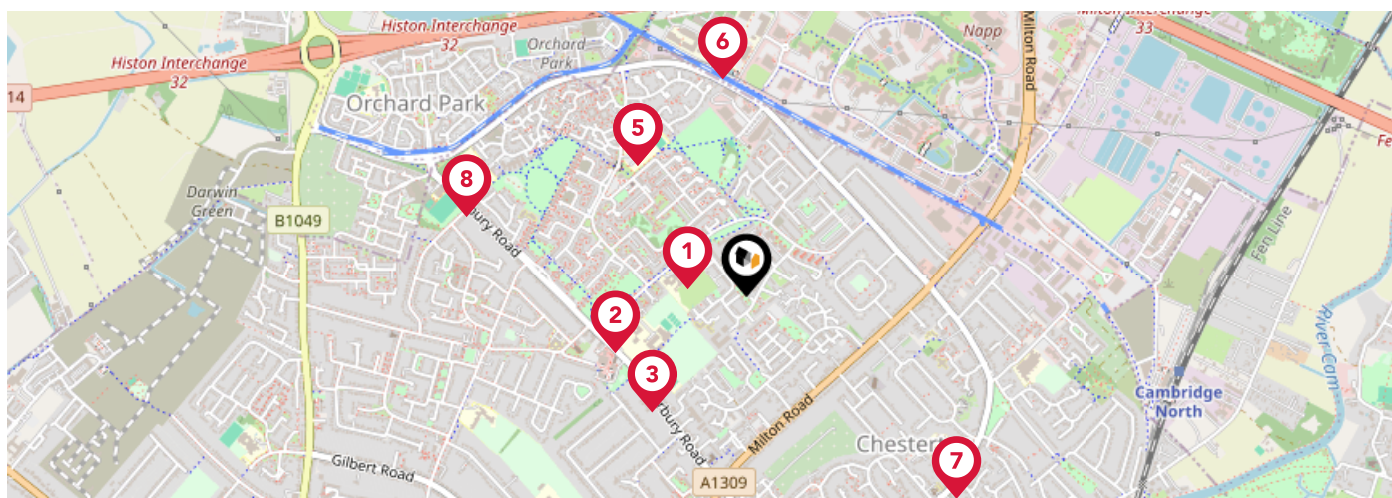 Histon Interchange
32
Milton Interchange
33
Histon Interchange
32
Orchard
Park
6
Napp
Milton Road
14
Orchard Park
5
8
Darwin
Green
B1049
bury Road
1
Fen Line
2
3
River Cam
Cambridge
North
rbury Road
Milton Road
Chestert
7
Gilbert Road
A1309
Fe